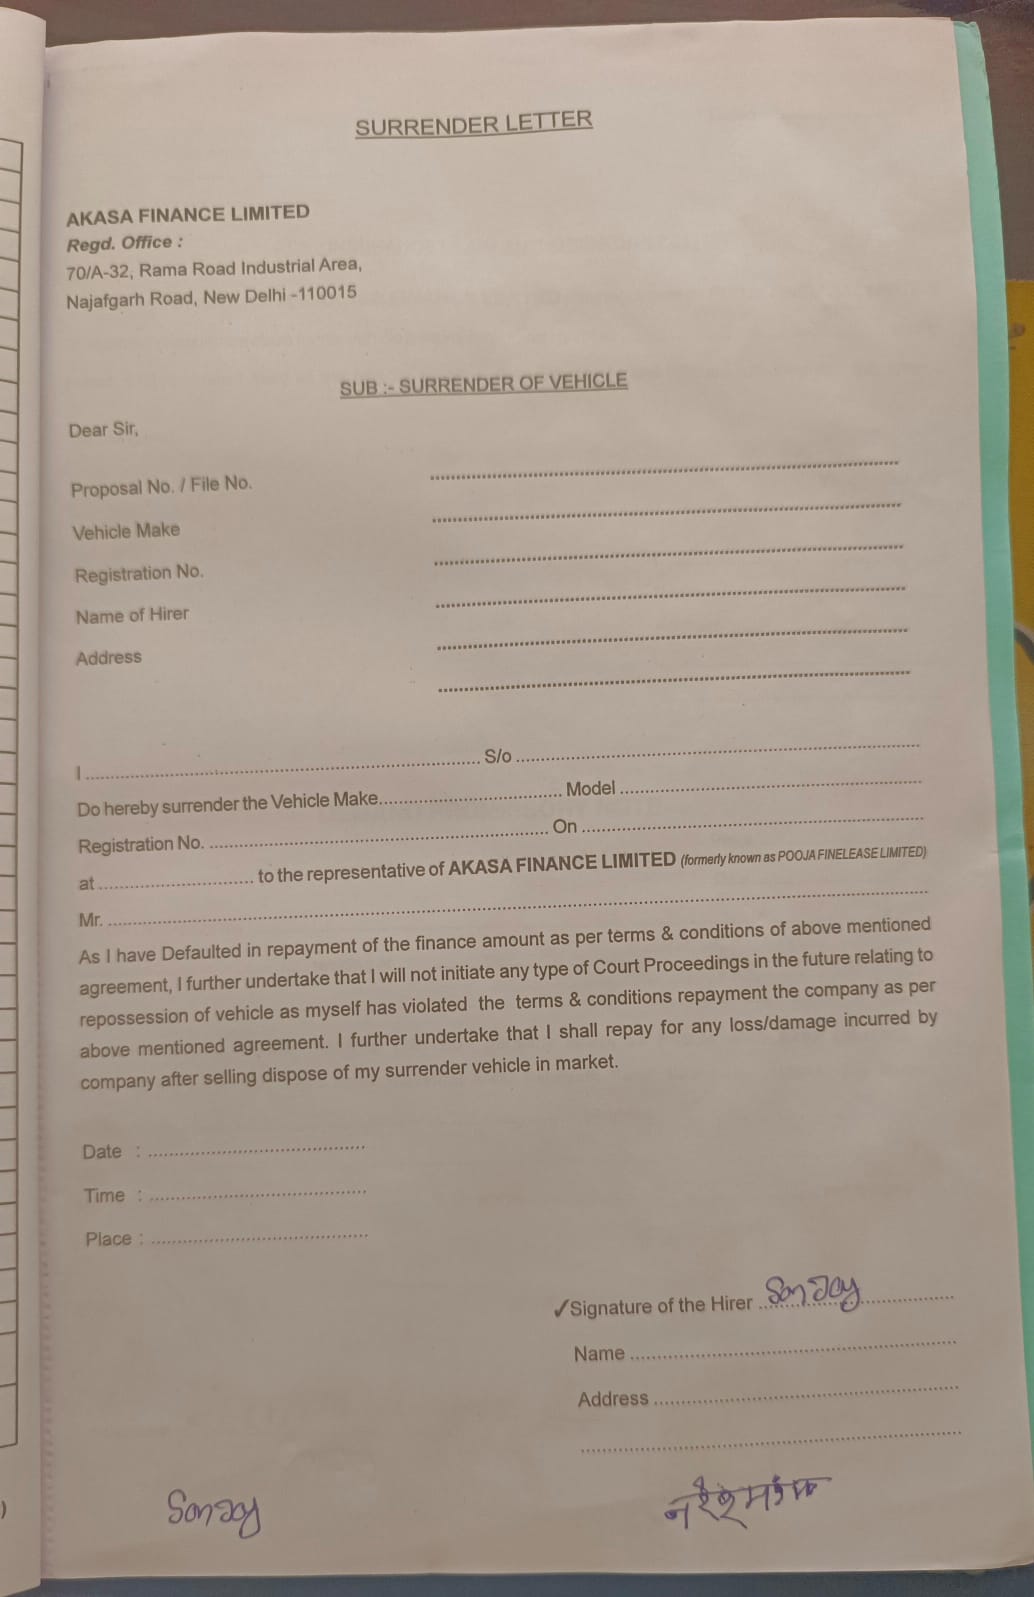 SURRENDER LETTER
AKASA FINANCE LIMITED
Regd. Office :
70/A-32, Rama Road Industrial Area,
Najafgarh Road, New Delhi -110015
SUB :- SURRENDER OF VEHICLE
Dear Sir,
Proposal No. / File No. ........................
Vehicle Make ........................
Registration No. ........................
Name of Hirer ........................
Address ........................
........................
I ........................ S/o ........................
Do hereby surrender the Vehicle Make........................ Model ........................
Registration No. ........................ On ........................
at ........................ to the representative of AKASA FINANCE LIMITED (formerly known as POOJA FINELEASE LIMITED)
Mr. ........................
As I have Defaulted in repayment of the finance amount as per terms & conditions of above mentioned
agreement, I further undertake that I will not initiate any type of Court Proceedings in the future relating to
repossession of vehicle as myself has violated the terms & conditions repayment the company as per
above mentioned agreement. I further undertake that I shall repay for any loss/damage incurred by
company after selling dispose of my surrender vehicle in market.
Date : ........................
Time : ........................
Place : ........................
✓Signature of the Hirer Sanjay
Name ........................
Address ........................
........................
Sanjay
)